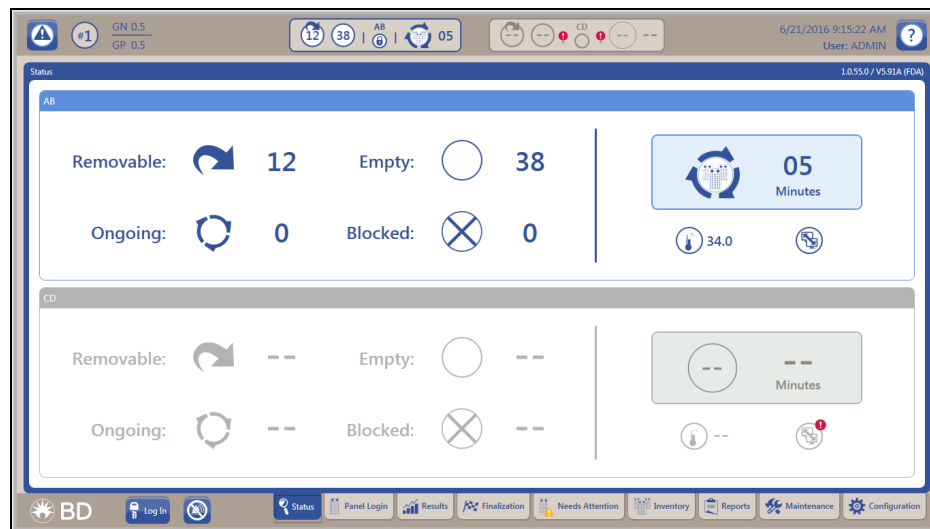 #1
GN 0.5
GP 0.5
12 38 | AB | 05
-- -- CD -- --
6/21/2016 9:15:22 AM
User: ADMIN
?
Status
1.0.55.0 / V5.91A (FDA)
AB
Removable: 12 Empty: 38
05
Minutes
Ongoing: 0 Blocked: 0
34.0
CD
Removable: -- Empty: --
-- --
Minutes
Ongoing: -- Blocked: --
--
BD
Log In
Status
Panel Login
Results
Finalization
Needs Attention
Inventory
Reports
Maintenance
Configuration